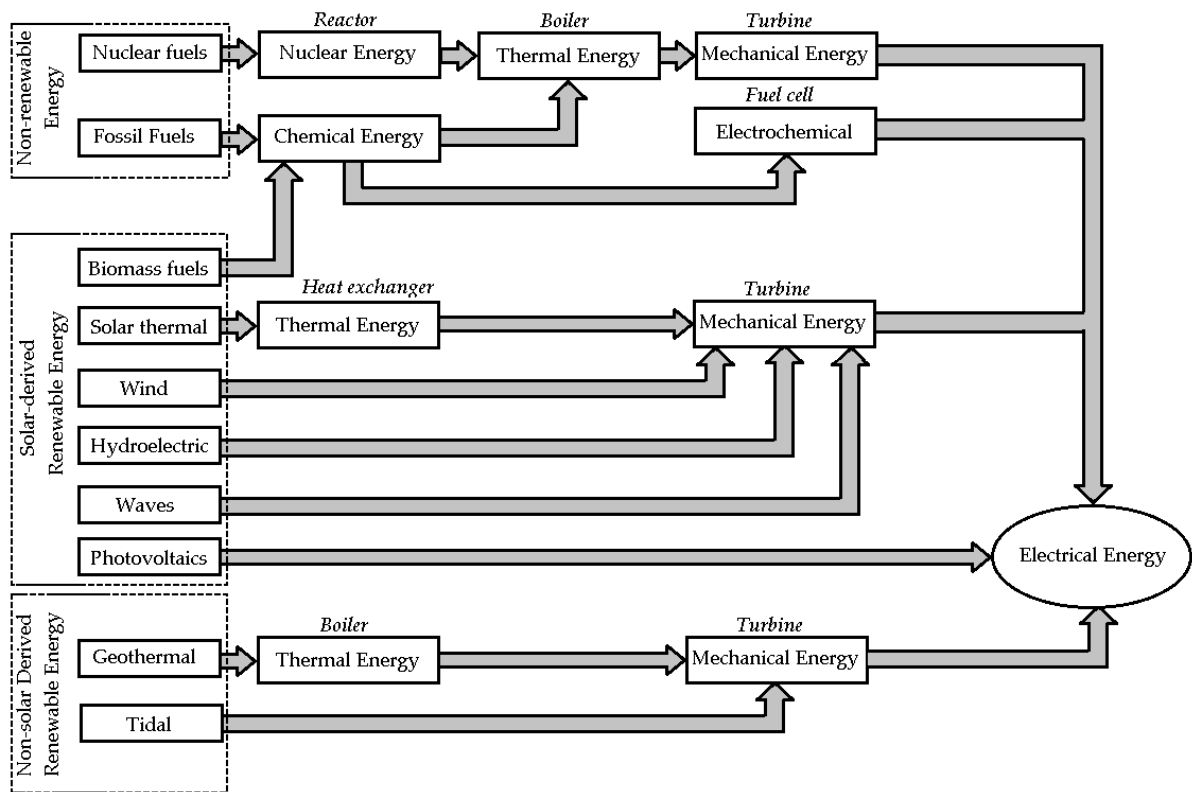 Non-renewable
Energy
Reactor
Boiler
Turbine
Nuclear fuels
Nuclear Energy
Thermal Energy
Mechanical Energy
Fuel cell
Fossil Fuels
Chemical Energy
Electrochemical
Solar-derived
Renewable Energy
Biomass fuels
Heat exchanger
Turbine
Solar thermal
Thermal Energy
Mechanical Energy
Wind
Hydroelectric
Waves
Photovoltaics
Electrical Energy
Non-solar Derived
Renewable Energy
Boiler
Turbine
Geothermal
Thermal Energy
Mechanical Energy
Tidal